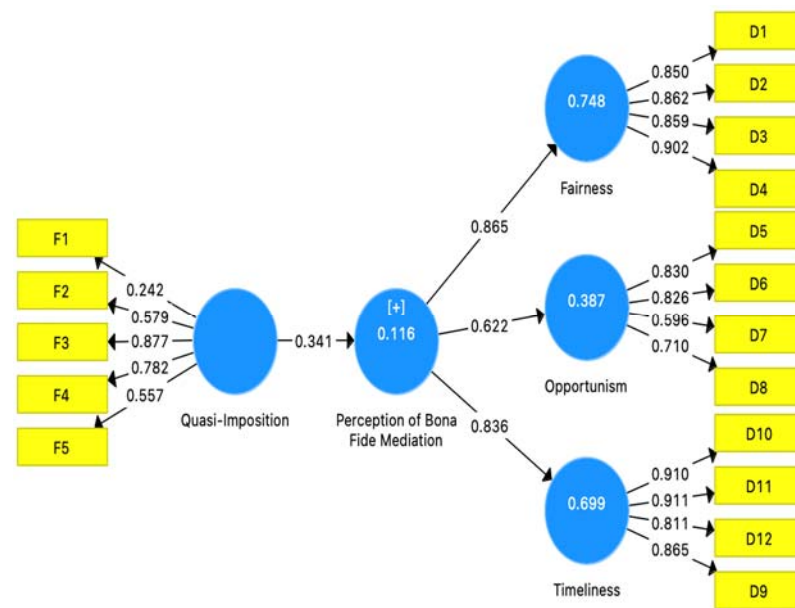 F1
F2
F3
F4
F5
0.242
0.579
0.877
0.782
0.557
Quasi-Imposition
0.341
[+]
0.116
Perception of Bona
Fide Mediation
0.865
0.622
0.836
0.748
Fairness
0.850
0.862
0.859
0.902
D1
D2
D3
D4
0.387
Opportunism
0.830
0.826
0.596
0.710
D5
D6
D7
D8
0.699
Timeliness
0.910
0.911
0.811
0.865
D10
D11
D12
D9